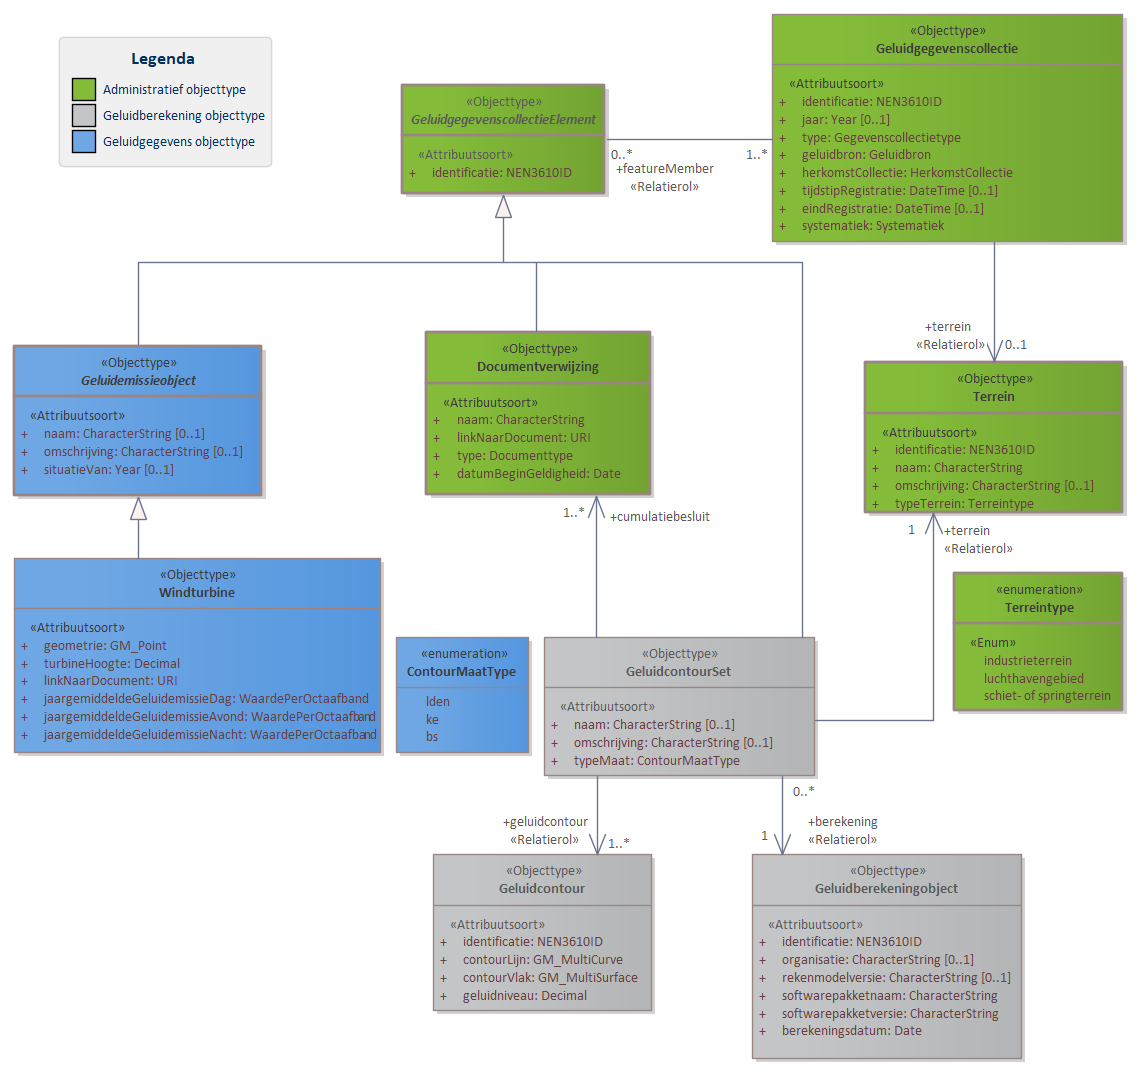 Legenda
Administratief objecttype
Geluidberekening objecttype
Geluidgegevens objecttype
«Objecttype»
Geluidgegevenscollectie
«Attribuutsoort»
+ identificatie: NEN3610ID
+ jaar: Year [0..1]
+ type: Gegevenscollectietype
+ geluidbron: Geluidbron
+ herkomstCollectie: HerkomstCollectie
+ tijdstipRegistratie: DateTime [0..1]
+ eindRegistratie: DateTime [0..1]
+ systematiek: Systematiek
«Objecttype»
GeluidgegevenscollectieElement
«Attribuutsoort»
+ identificatie: NEN3610ID
0..*
+featureMember
«Relatierol»
1..*
+terrein
«Relatierol»
0..1
«Objecttype»
Geluidemissieobject
«Attribuutsoort»
+ naam: CharacterString [0..1]
+ omschrijving: CharacterString [0..1]
+ situatieVan: Year [0..1]
«Objecttype»
Documentverwijzing
«Attribuutsoort»
+ naam: CharacterString
+ linkNaarDocument: URI
+ type: Documenttype
+ datumBeginGeldigheid: Date
«Objecttype»
Terrein
«Attribuutsoort»
+ identificatie: NEN3610ID
+ naam: CharacterString
+ omschrijving: CharacterString [0..1]
+ typeTerrein: Terreintype
1..*
+cumulatiebesluit
1
+terrein
«Relatierol»
«Objecttype»
Windturbine
«Attribuutsoort»
+ geometrie: GM_Point
+ turbineHoogte: Decimal
+ linkNaarDocument: URI
+ jaargemiddeldeGeluidemissieDag: WaardePerOctaafband
+ jaargemiddeldeGeluidemissieAvond: WaardePerOctaafband
+ jaargemiddeldeGeluidemissieNacht: WaardePerOctaafband
«enumeration»
ContourMaatType
lden
ke
bs
«Objecttype»
GeluidcontourSet
«Attribuutsoort»
+ naam: CharacterString [0..1]
+ omschrijving: CharacterString [0..1]
+ typeMaat: ContourMaatType
«enumeration»
Terreintype
«Enum»
industrieterrein
luchthavengebied
schiet- of springterrein
+geluidcontour
«Relatierol»
1..*
0..*
+berekening
1
«Relatierol»
«Objecttype»
Geluidcontour
«Attribuutsoort»
+ identificatie: NEN3610ID
+ contourLijn: GM_MultiCurve
+ contourVlak: GM_MultiSurface
+ geluidniveau: Decimal
«Objecttype»
Geluidberekeningobject
«Attribuutsoort»
+ identificatie: NEN3610ID
+ organisatie: CharacterString [0..1]
+ rekenmodelversie: CharacterString [0..1]
+ softwarepakketnaam: CharacterString
+ softwarepakketversie: CharacterString
+ berekeningsdatum: Date